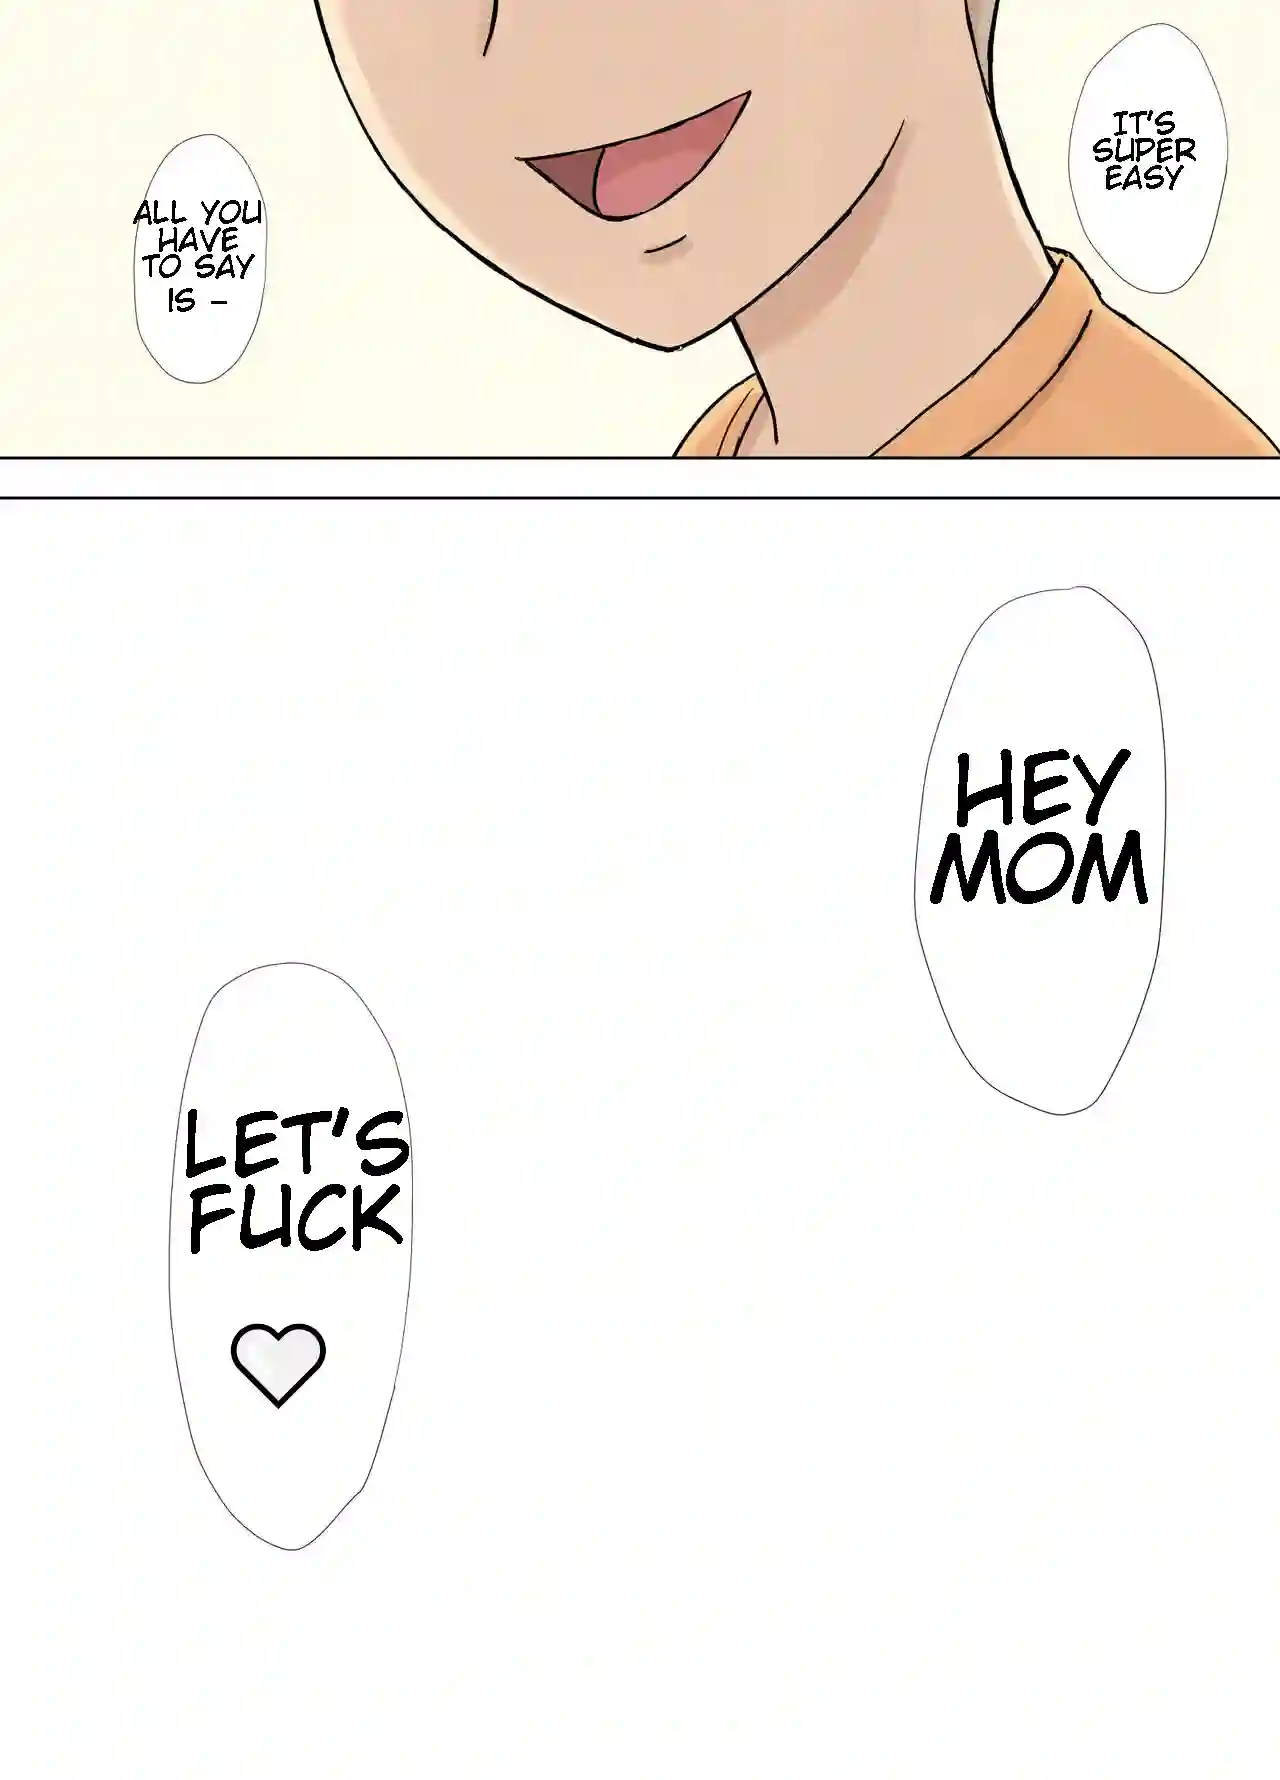 IT'S
SUPER
EASY
ALL YOU
HAVE
TO SAY
IS –
HEY
MOM
LET'S
FUCK
♡